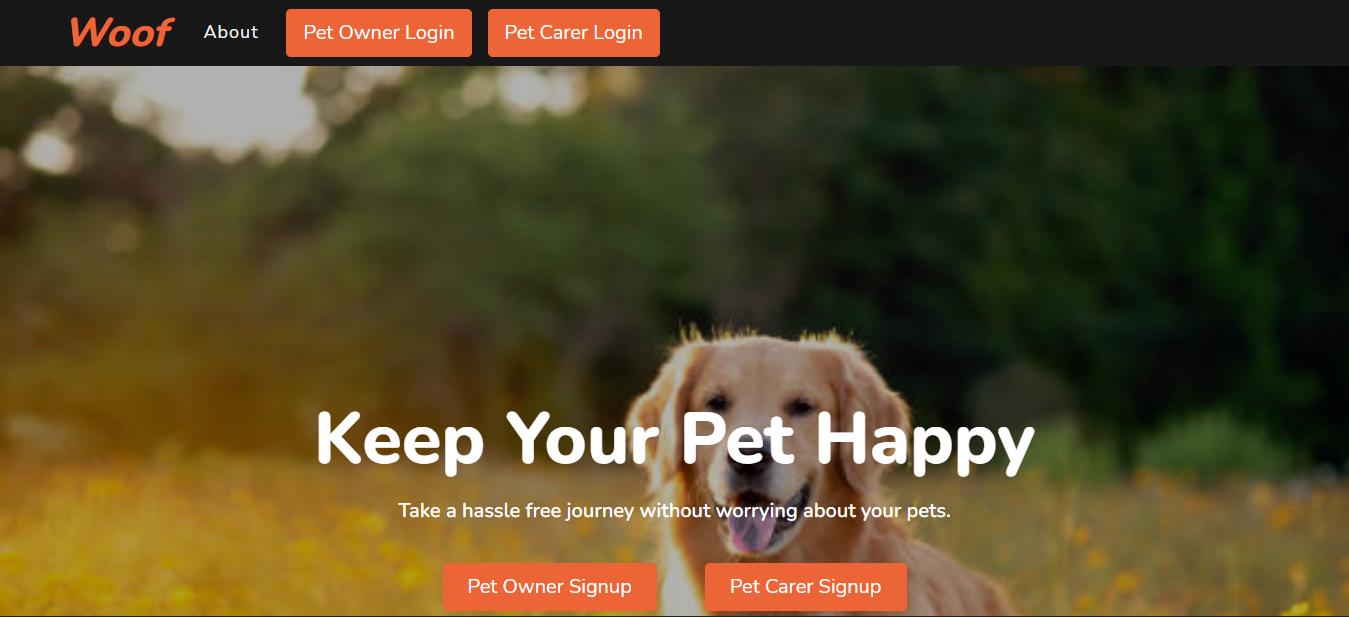 Woof About Pet Owner Login Pet Carer Login
Keep Your Pet Happy
Take a hassle free journey without worrying about your pets.
Pet Owner Signup Pet Carer Signup